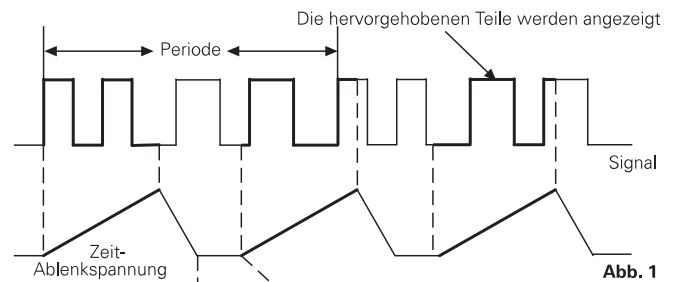 Die hervorgehobenen Teile werden angezeigt
Periode
Signal
Zeit-
Ablenkspannung
Abb. 1